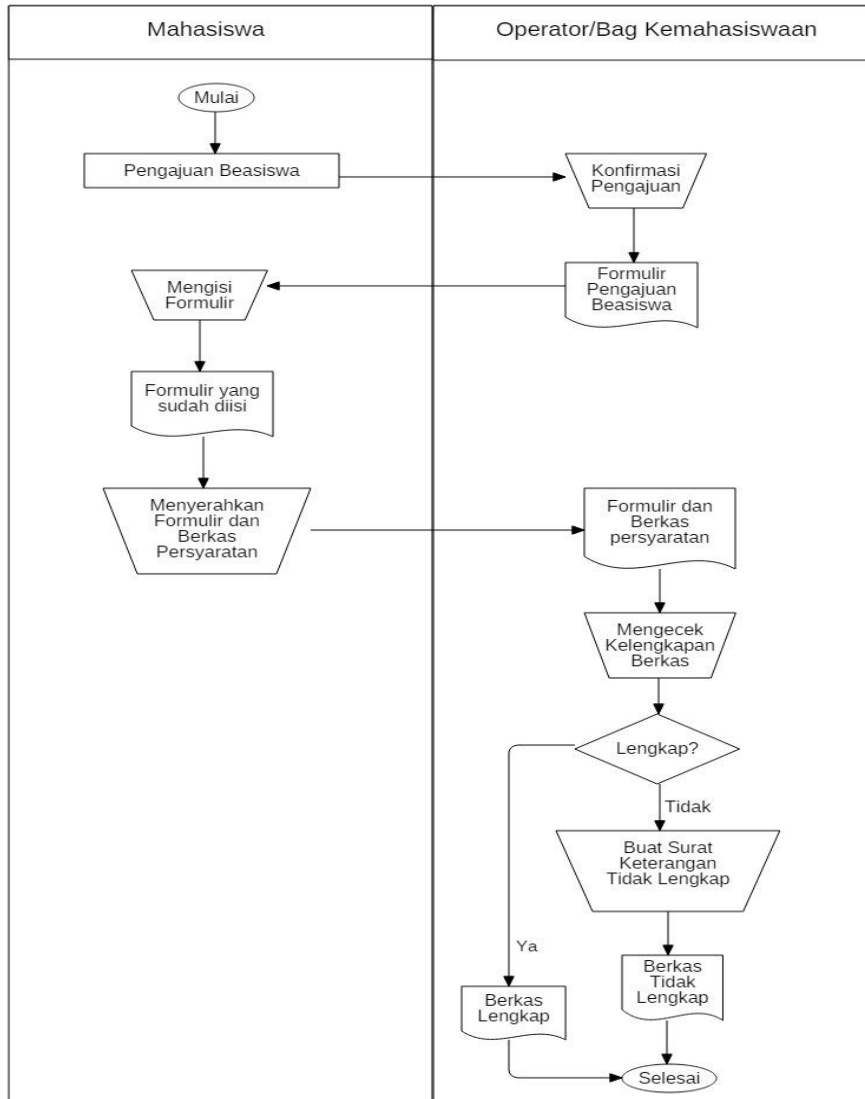 Mahasiswa
Operator/Bag Kemahasiswaan
Mulai
Pengajuan Beasiswa
Konfirmasi
Pengajuan
Formulir
Pengajuan
Beasiswa
Mengisi
Formulir
Formulir yang
sudah diisi
Menyerahkan
Formulir dan
Berkas
Persyaratan
Formulir dan
Berkas
persyaratan
Mengecek
Kelengkapan
Berkas
Lengkap?
Tidak
Buat Surat
Keterangan
Tidak Lengkap
Ya
Berkas
Tidak
Lengkap
Berkas
Lengkap
Selesai